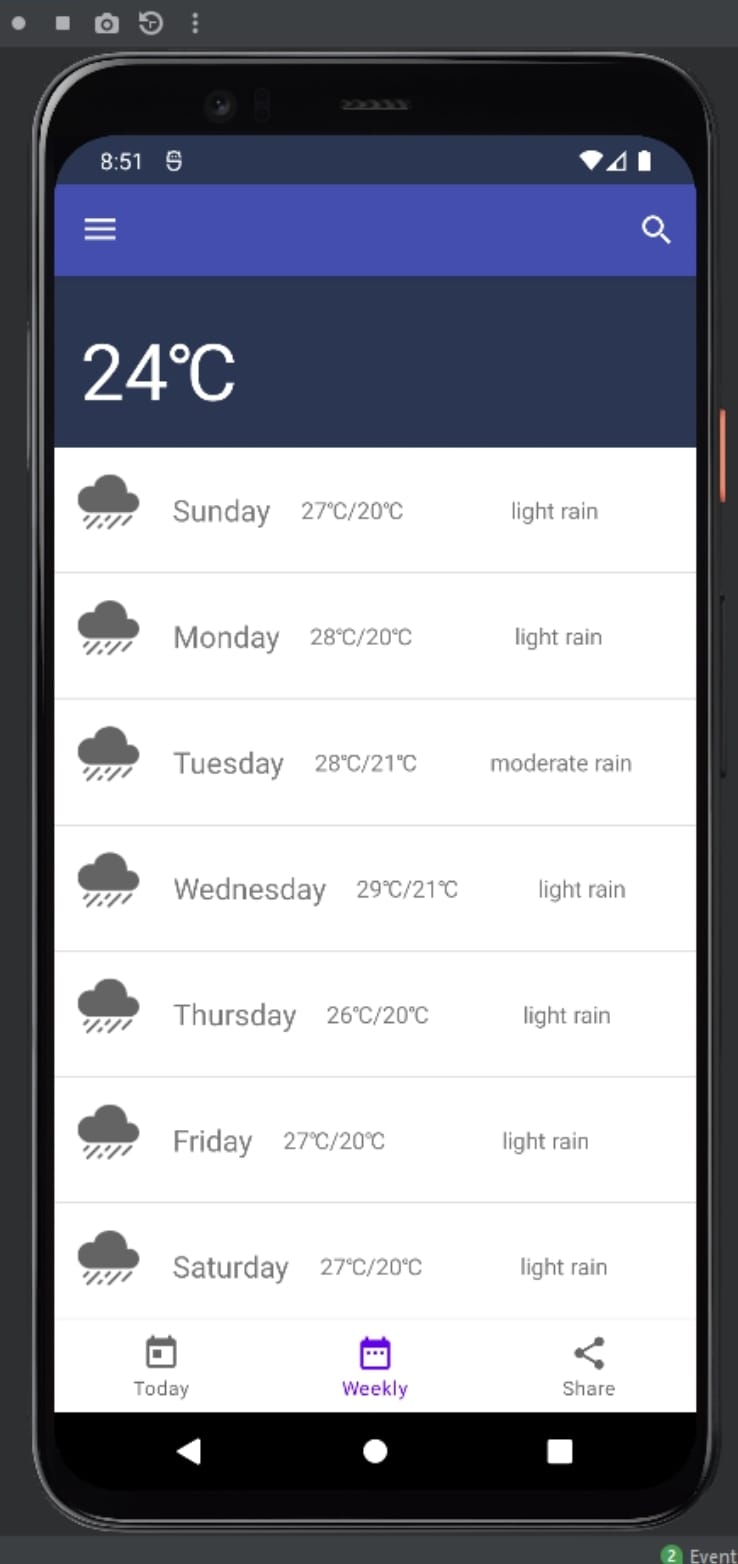 8:51
24℃
Sunday 27℃/20℃ light rain
Monday 28℃/20℃ light rain
Tuesday 28℃/21℃ moderate rain
Wednesday 29℃/21℃ light rain
Thursday 26℃/20℃ light rain
Friday 27℃/20℃ light rain
Saturday 27℃/20℃ light rain
Today Weekly Share
2 Event